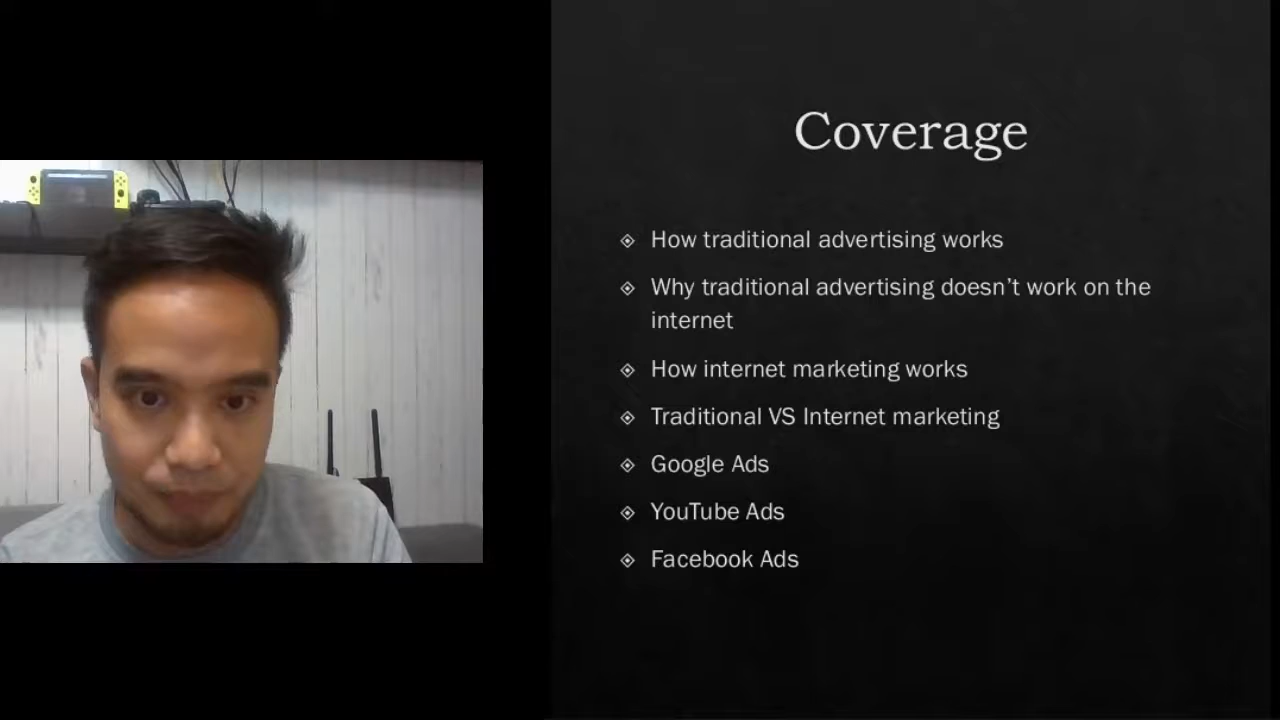 Coverage
How traditional advertising works
Why traditional advertising doesn’t work on the
internet
How internet marketing works
Traditional VS Internet marketing
Google Ads
YouTube Ads
Facebook Ads